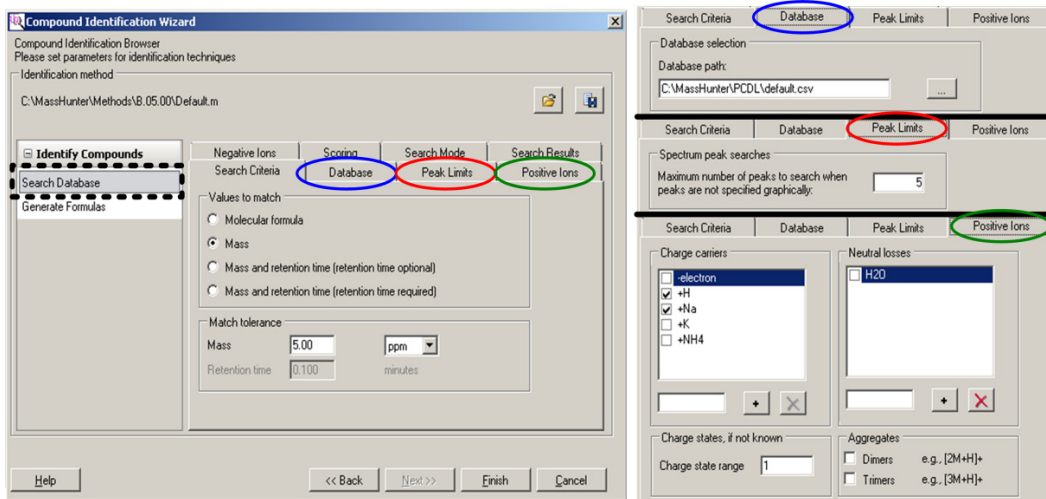 Compound Identification Wizard
Compound Identification Browser
Please set parameters for identification techniques
Identification method
C:\MassHunter\Methods\B.05.00\Default.m
Identify Compounds
Search Database
Generate Formulas
Negative Ions Scoring Search Mode Search Results
Search Criteria Database Peak Limits Positive Ions
Values to match
Molecular formula
Mass
Mass and retention time (retention time optional)
Mass and retention time (retention time required)
Match tolerance
Mass 5.00 ppm
Retention time 0.100 minutes
Help << Back Next >> Finish Cancel
Search Criteria Database Peak Limits Positive Ions
Database selection
Database path:
C:\MassHunter\PCDL\default.csv ...
Search Criteria Database Peak Limits Positive Ions
Spectrum peak searches
Maximum number of peaks to search when
peaks are not specified graphically: 5
Search Criteria Database Peak Limits Positive Ions
Charge carriers
-electron
+H
+Na
+K
+NH4
Neutral losses
H2O
Charge states, if not known
Charge state range 1
Aggregates
Dimers e.g., [2M+H]+
Trimers e.g., [3M+H]+